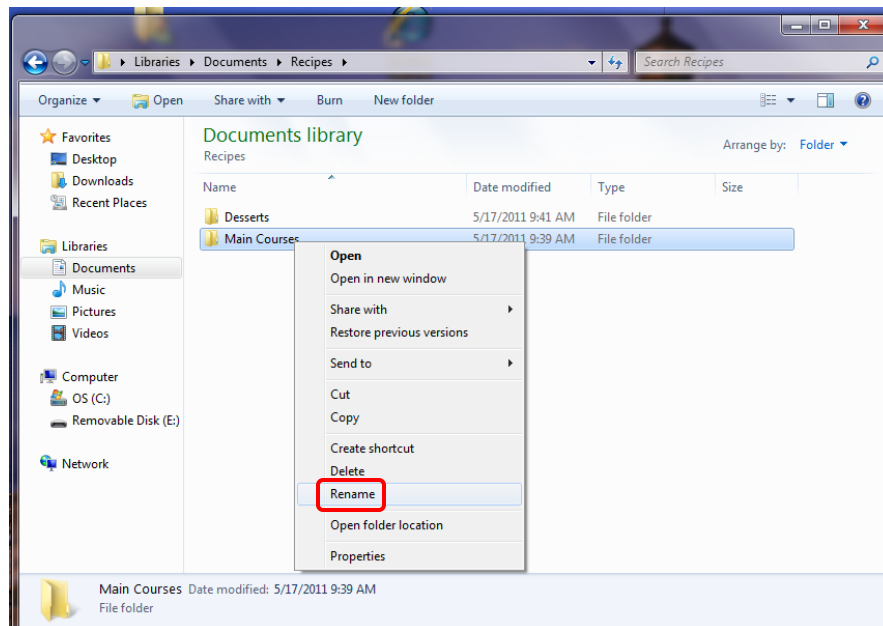 Libraries Documents Recipes
Search Recipes
Organize Open Share with Burn New folder
Favorites
Desktop
Downloads
Recent Places
Libraries
Documents
Music
Pictures
Videos
Computer
OS (C:)
Removable Disk (E:)
Network
Documents library
Recipes
Arrange by: Folder
Name Date modified Type Size
Desserts 5/17/2011 9:41 AM File folder
Main Courses 5/17/2011 9:39 AM File folder
Open
Open in new window
Share with
Restore previous versions
Send to
Cut
Copy
Create shortcut
Delete
Rename
Open folder location
Properties
Main Courses Date modified: 5/17/2011 9:39 AM
File folder